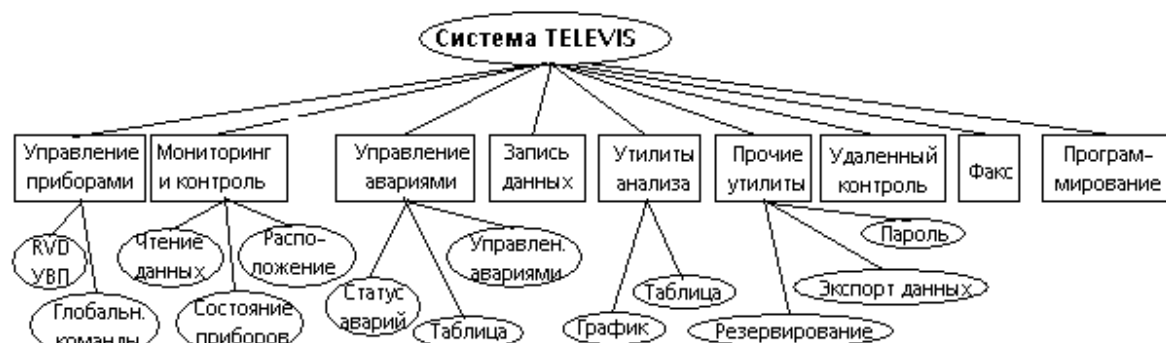 Система TELEVIS
Управление
приборами
Мониторинг
и контроль
Управление
авариями
Запись
данных
Утилиты
анализа
Прочие
утилиты
Удаленный
контроль
Факс
Програм-
мирование
RVD
УВП
Глобальн.
команды
Чтение
данных
Состояние
приборов
Распо-
ложение
Статус
аварий
Таблица
Управлен.
авариями
График
Таблица
Резервирование
Экспорт данных
Пароль